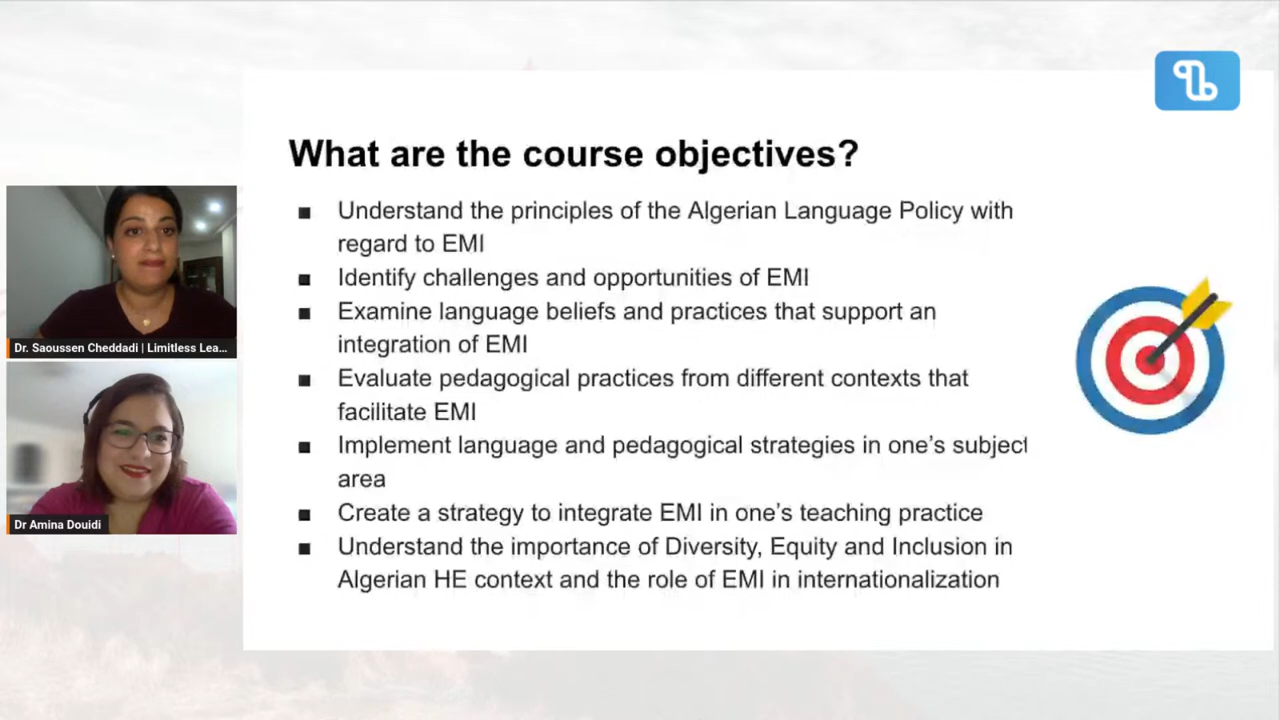 What are the course objectives?
Understand the principles of the Algerian Language Policy with
regard to EMI
Identify challenges and opportunities of EMI
Examine language beliefs and practices that support an
integration of EMI
Evaluate pedagogical practices from different contexts that
facilitate EMI
Implement language and pedagogical strategies in one's subject
area
Create a strategy to integrate EMI in one's teaching practice
Understand the importance of Diversity, Equity and Inclusion in
Algerian HE context and the role of EMI in internationalization
Dr. Saoussen Cheddadi | Limitless Lea...
Dr Amina Douidi